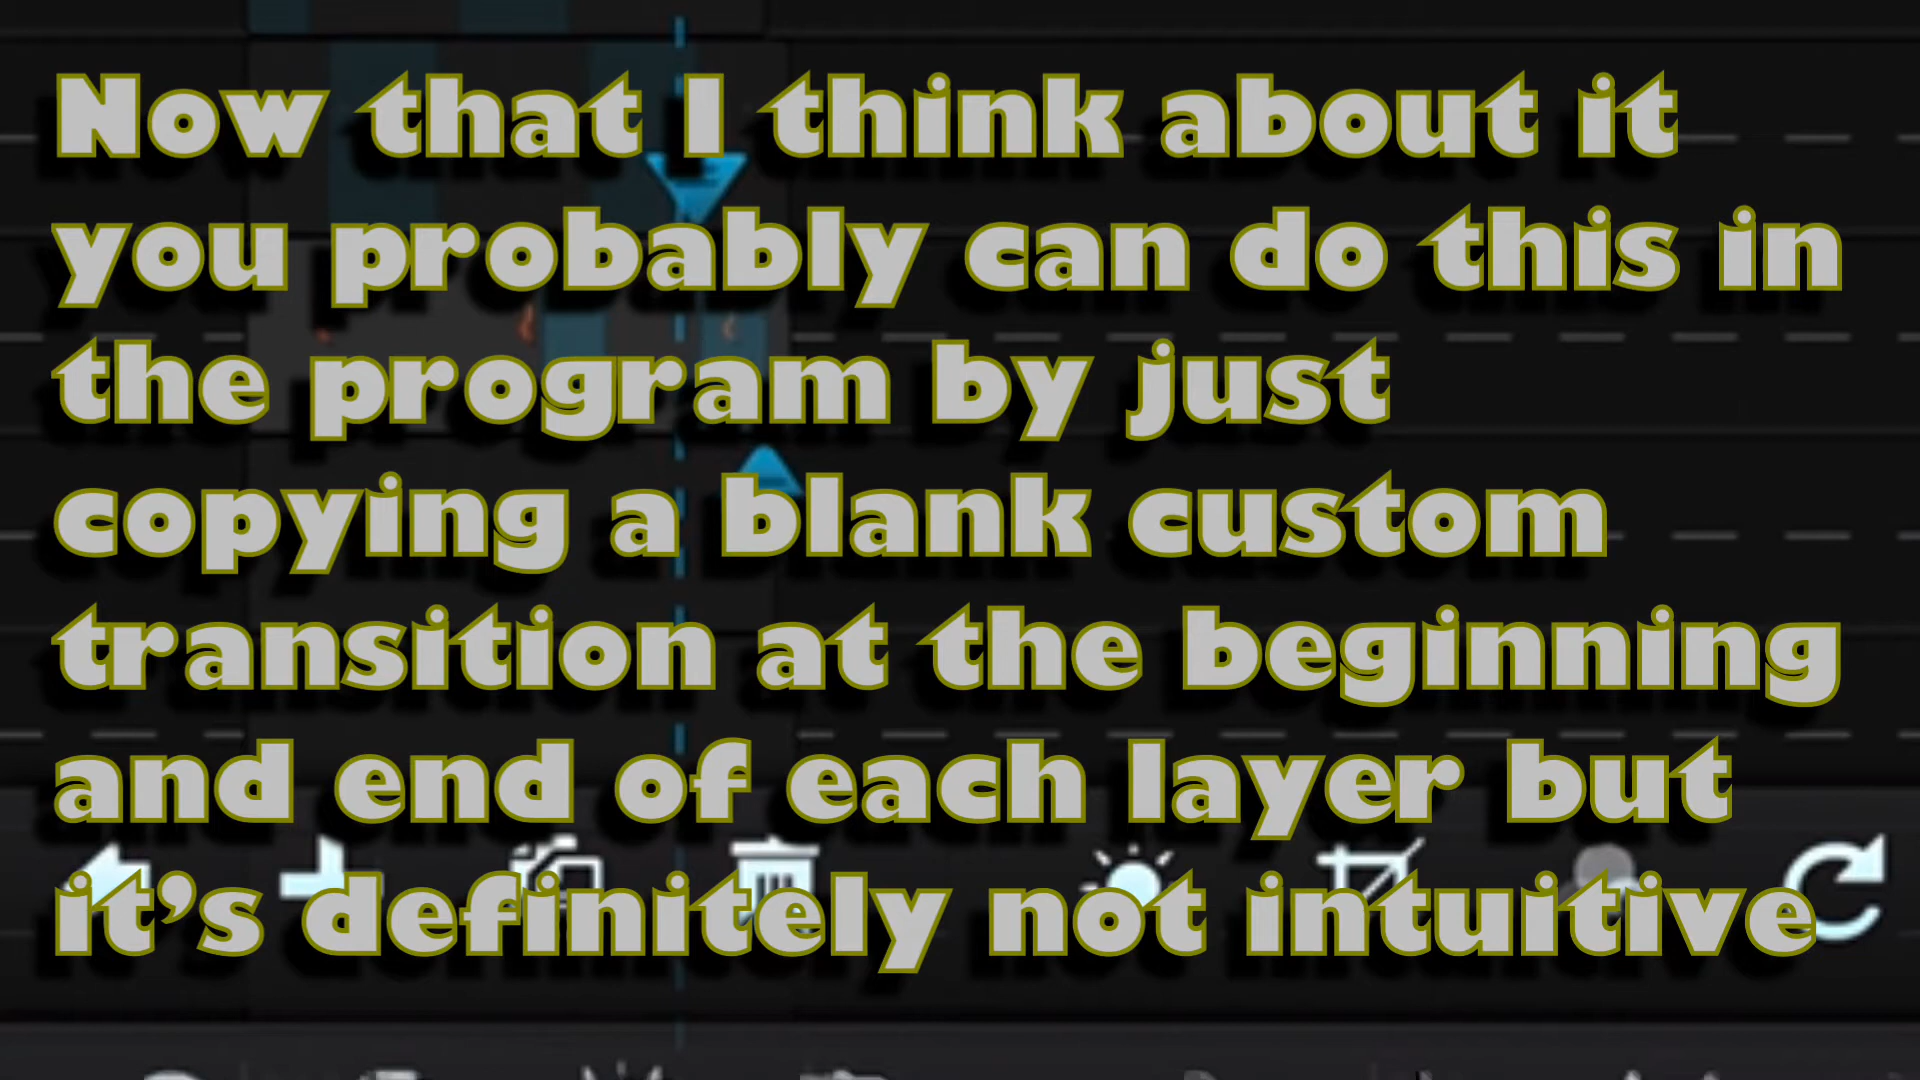 Now that I think about it
you probably can do this in
the program by just
copying a blank custom
transition at the beginning
and end of each layer but
it’s definitely not intuitive